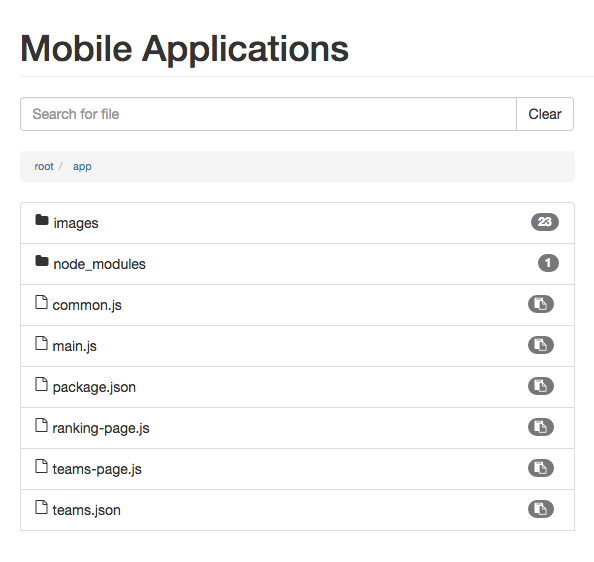 Mobile Applications
Search for file Clear
root / app
images 23
node_modules 1
common.js
main.js
package.json
ranking-page.js
teams-page.js
teams.json